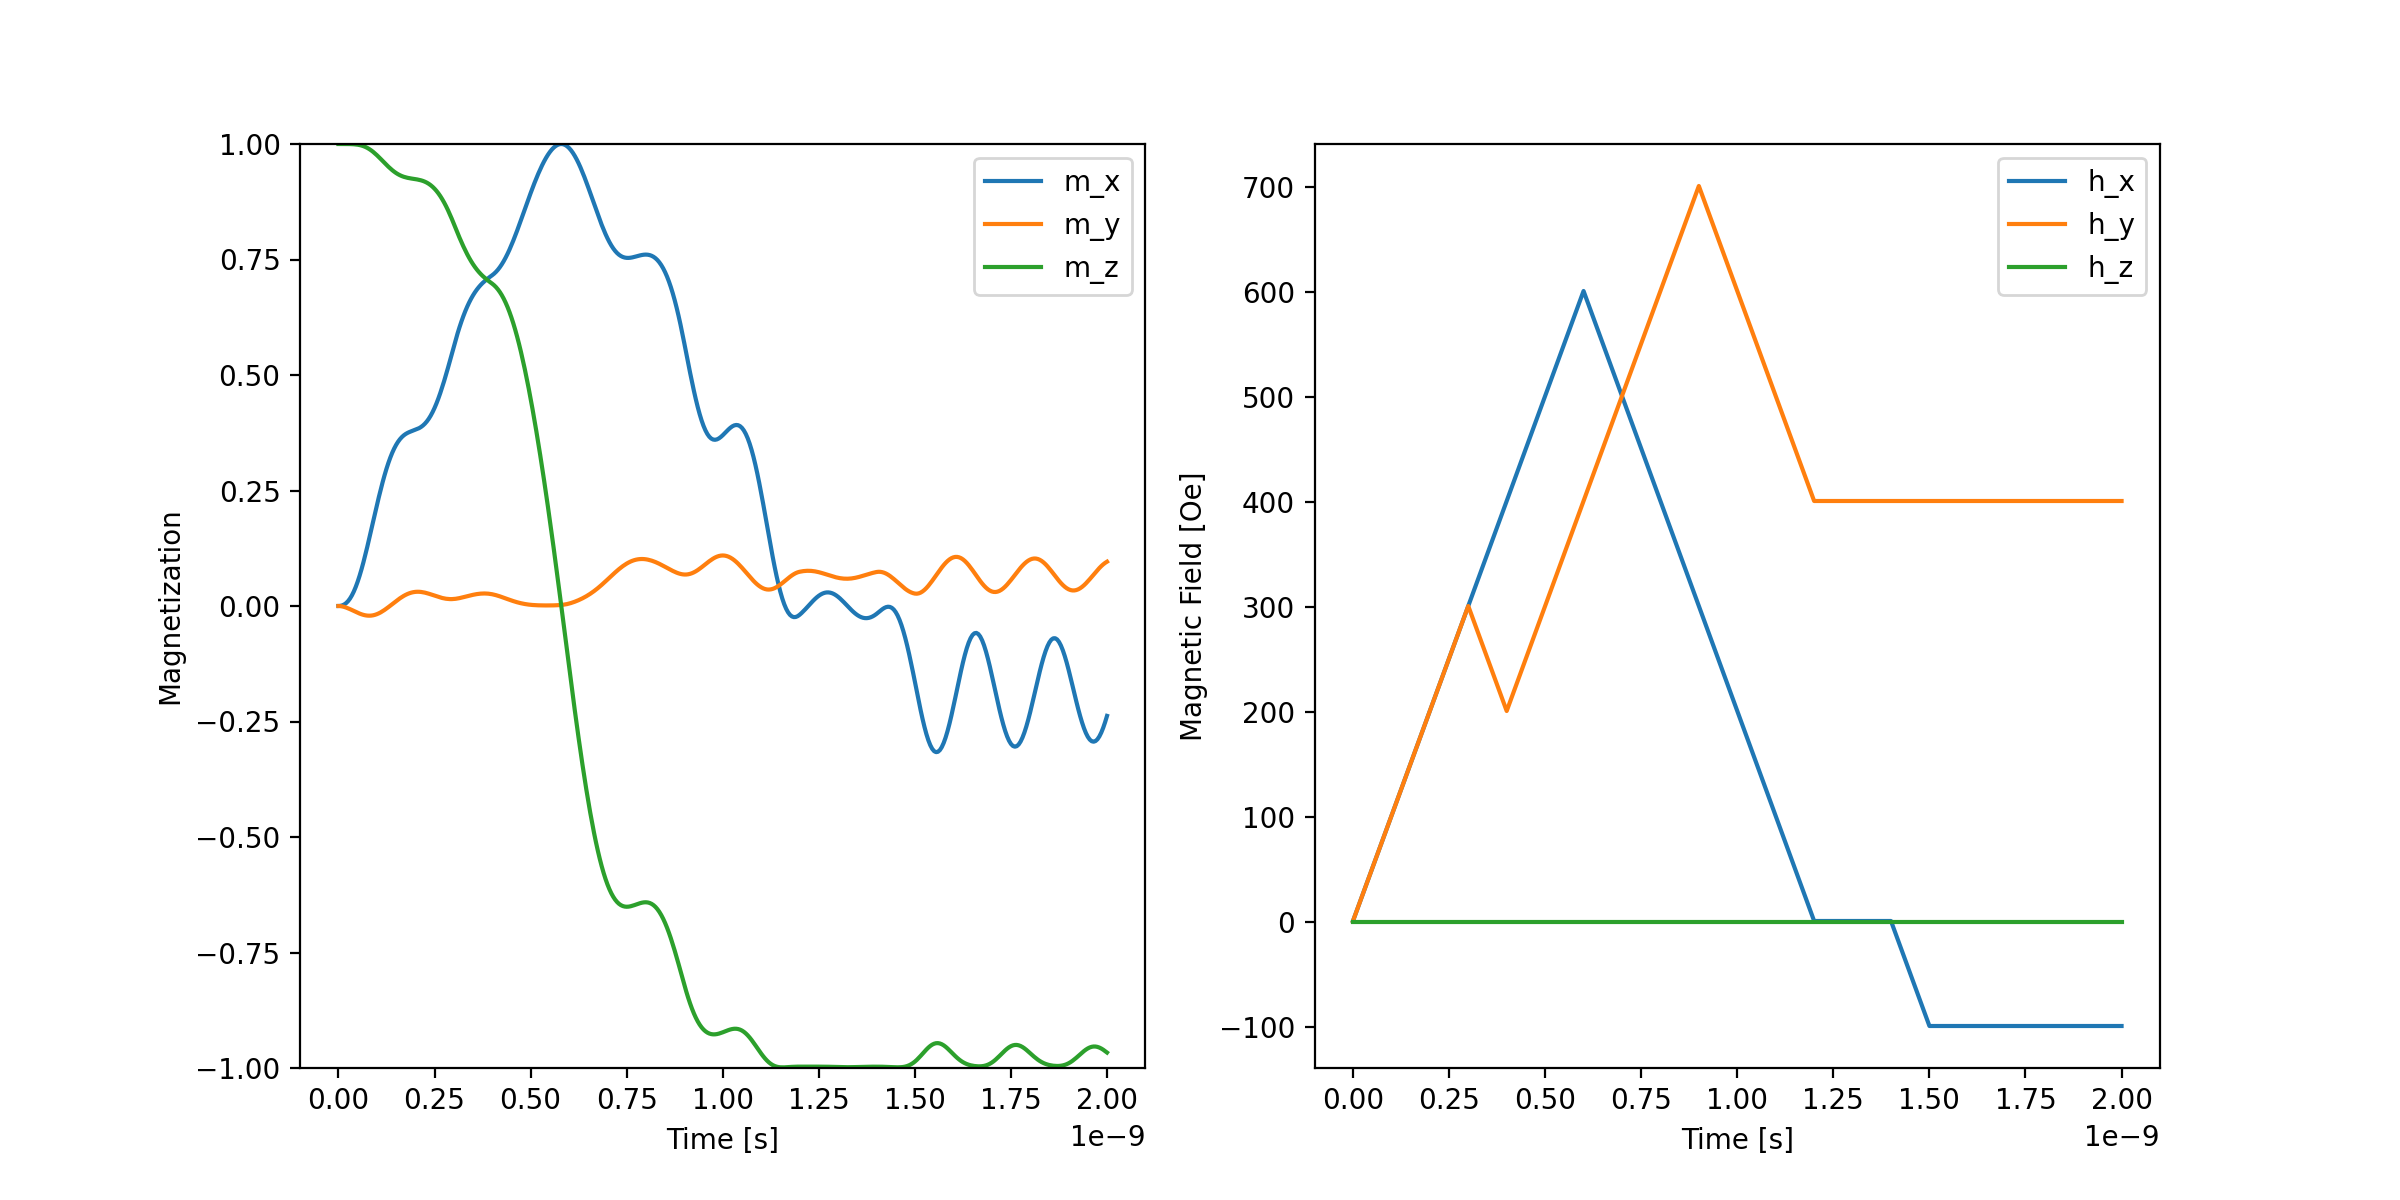 1.00
0.75
0.50
0.25
0.00
−0.25
−0.50
−0.75
−1.00
Magnetization
m_x
m_y
m_z
0.00 0.25 0.50 0.75 1.00 1.25 1.50 1.75 2.00
Time [s]
1e−9
700
600
500
400
300
200
100
0
−100
Magnetic Field [Oe]
h_x
h_y
h_z
0.00 0.25 0.50 0.75 1.00 1.25 1.50 1.75 2.00
Time [s]
1e−9